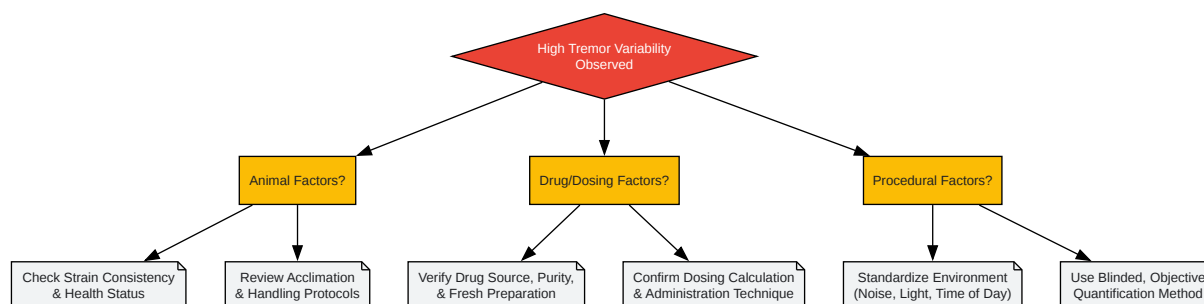 High Tremor Variability
Observed
Animal Factors?
Drug/Dosing Factors?
Procedural Factors?
Check Strain Consistency
& Health Status
Review Acclimation
& Handling Protocols
Verify Drug Source, Purity,
& Fresh Preparation
Confirm Dosing Calculation
& Administration Technique
Standardize Environment
(Noise, Light, Time of Day)
Use Blinded, Objective
Quantification Method